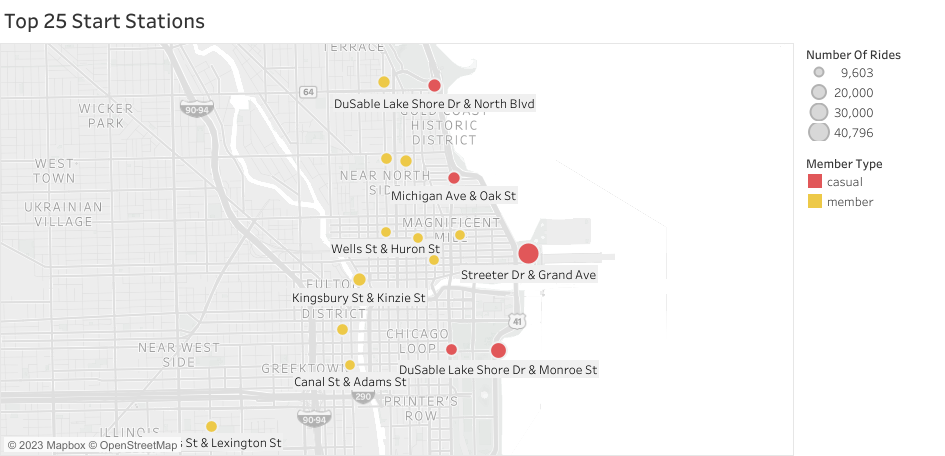 Top 25 Start Stations
TERRACE
Number Of Rides
9,603
20,000
30,000
40,796
Member Type
casual
member
64
DuSable Lake Shore Dr & North Blvd
GOLD COAST
HISTORIC
DISTRICT
90-94
WICKER
PARK
WEST
TOWN
NEAR NORTH
SIDE
Michigan Ave & Oak St
UKRAINIAN
VILLAGE
MAGNIFICENT
MILE
Wells St & Huron St
Streeter Dr & Grand Ave
FULTON
Kingsbury St & Kinzie St
DISTRICT
41
CHICAGO
LOOP
NEAR WEST
SIDE
GREEKTOWN
DuSable Lake Shore Dr & Monroe St
Canal St & Adams St
290
PRINTER'S
ROW
90-94
ILLINOIS
St & Lexington St
© 2023 Mapbox © OpenStreetMap